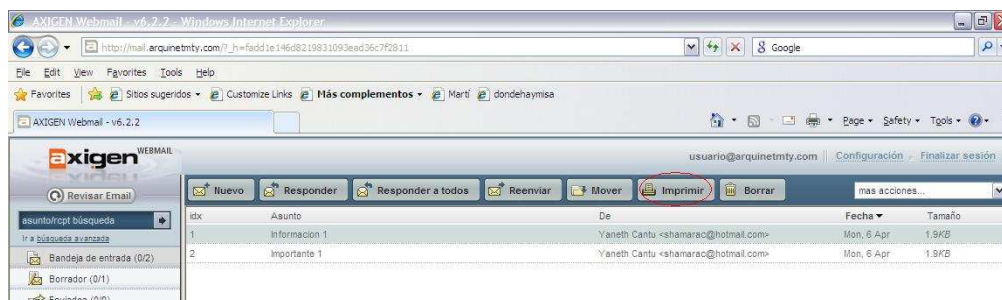 AXIGEN Webmail - v6.2.2 - Windows Internet Explorer
http://mail.arquinetmty.com/?_h=fadd1e146d8219831093ead36c7f2811
Google
File Edit View Favorites Tools Help
Favorites Sitios sugeridos Customize Links Más complementos Martí dondehaymisa
AXIGEN Webmail - v6.2.2
Page Safety Tools
axigen WEBMAIL
usuario@arquinetmty.com Configuración Finalizar sesión
Revisar Email
Nuevo Responder Responder a todos Reenviar Mover Imprimir Borrar mas acciones...
asunto/rcpt búsqueda
idx Asunto De Fecha Tamaño
Ir a búsqueda avanzada
1 Informacion 1 Yaneth Cantu <shamarac@hotmail.com> Mon, 6 Apr 1.9KB
Bandeja de entrada (0/2)
2 Importante 1 Yaneth Cantu <shamarac@hotmail.com> Mon, 6 Apr 1.9KB
Borrador (0/1)
Enviados (0/0)